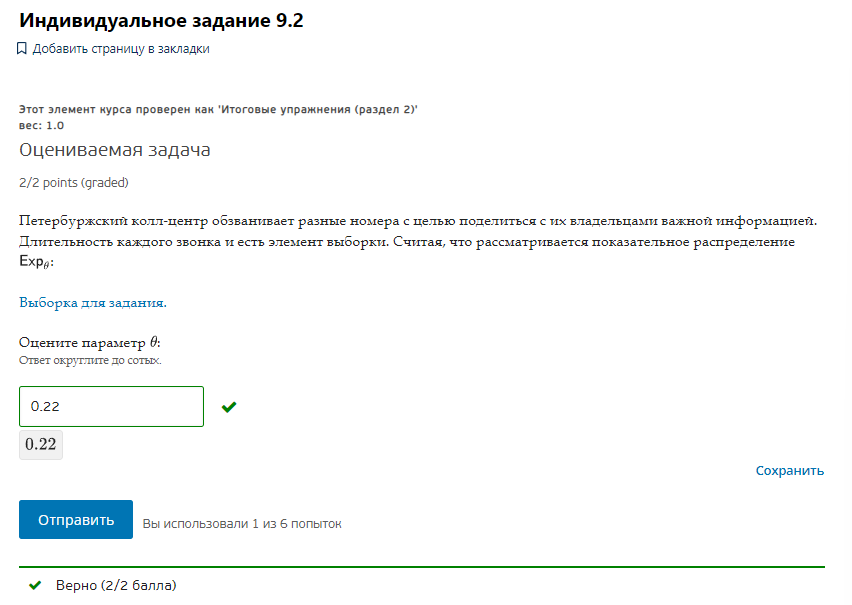 Индивидуальное задание 9.2
Добавить страницу в закладки
Этот элемент курса проверен как 'Итоговые упражнения (раздел 2)'
вес: 1.0
Оцениваемая задача
2/2 points (graded)
Петербуржский колл-центр обзванивает разные номера с целью поделиться с их владельцами важной информацией.
Длительность каждого звонка и есть элемент выборки. Считая, что рассматривается показательное распределение
Expθ:
Выборка для задания.
Оцените параметр θ:
Ответ округлите до сотых.
0.22
0.22
Сохранить
Отправить Вы использовали 1 из 6 попыток
Верно (2/2 балла)